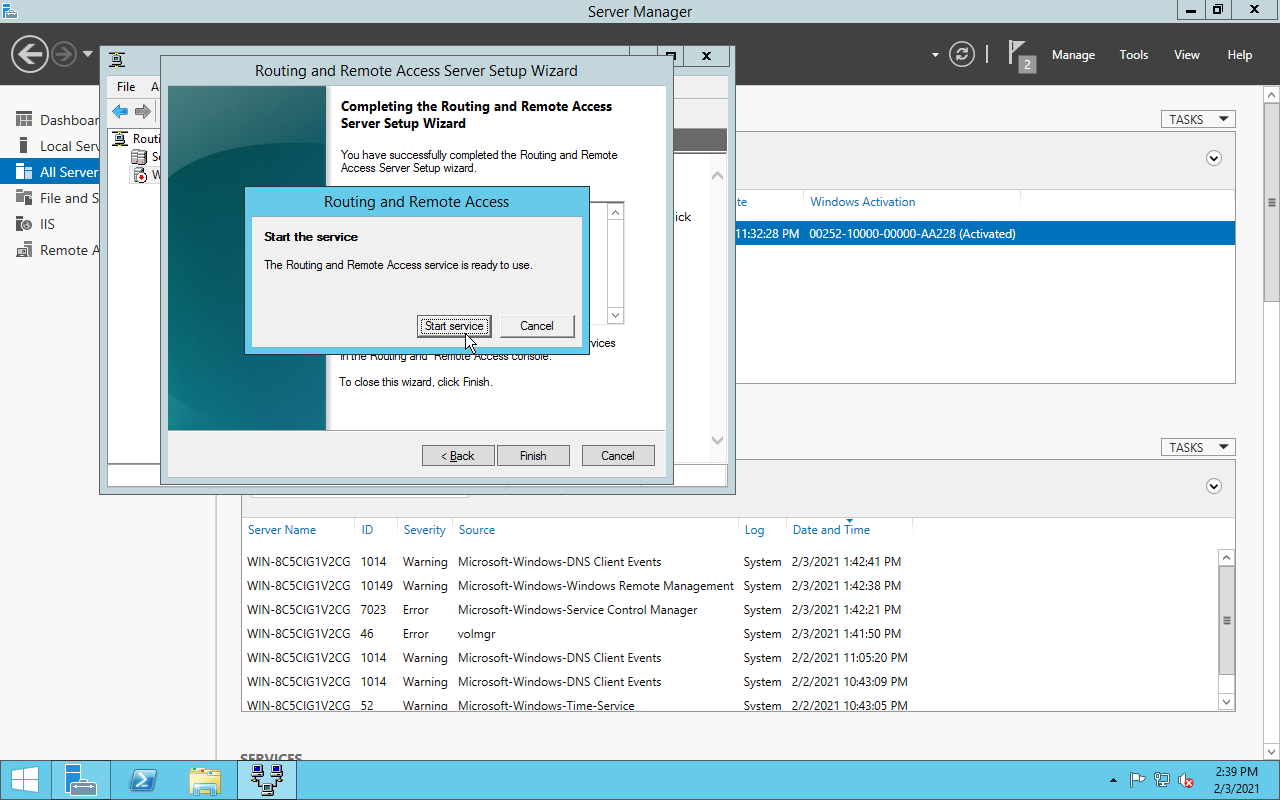 Server Manager
2
Manage
Tools
View
Help
Dashboar
Local Serv
All Server
File and S
IIS
Remote A
File
A
Routi
Se
W
Routing and Remote Access Server Setup Wizard
Completing the Routing and Remote Access
Server Setup Wizard
You have successfully completed the Routing and Remote
Access Server Setup wizard.
ick
Routing and Remote Access
Start the service
The Routing and Remote Access service is ready to use.
Start service
Cancel
vices
in the Routing and Remote Access console.
To close this wizard, click Finish.
< Back
Finish
Cancel
TASKS
te
Windows Activation
11:32:28 PM
00252-10000-00000-AA228 (Activated)
TASKS
Server Name ID Severity Source Log Date and Time
WIN-8C5CIG1V2CG 1014 Warning Microsoft-Windows-DNS Client Events System 2/3/2021 1:42:41 PM
WIN-8C5CIG1V2CG 10149 Warning Microsoft-Windows-Windows Remote Management System 2/3/2021 1:42:38 PM
WIN-8C5CIG1V2CG 7023 Error Microsoft-Windows-Service Control Manager System 2/3/2021 1:42:21 PM
WIN-8C5CIG1V2CG 46 Error volmgr System 2/3/2021 1:41:50 PM
WIN-8C5CIG1V2CG 1014 Warning Microsoft-Windows-DNS Client Events System 2/2/2021 11:05:20 PM
WIN-8C5CIG1V2CG 1014 Warning Microsoft-Windows-DNS Client Events System 2/2/2021 10:43:09 PM
WIN-8C5CIG1V2CG 52 Warning Microsoft-Windows-Time-Service System 2/2/2021 10:43:05 PM
SERVICES
2:39 PM
2/3/2021